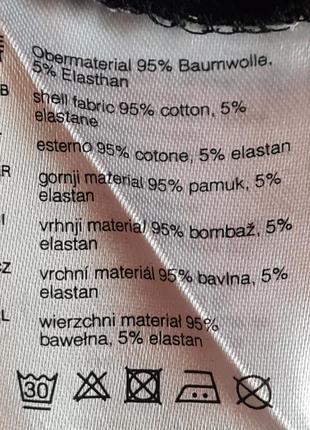 Obermaterial 95% Baumwolle,
5% Elasthan
B shell fabric 95% cotton, 5%
elastane
esterno 95% cotone, 5% elastan
R gornji materijal 95% pamuk, 5%
elastan
I vrhnji material 95% bombaž, 5%
elastan
CZ vrchní materiál 95% bavlna, 5%
elastan
L wierzchni materiał 95%
bawełna, 5% elastan
30